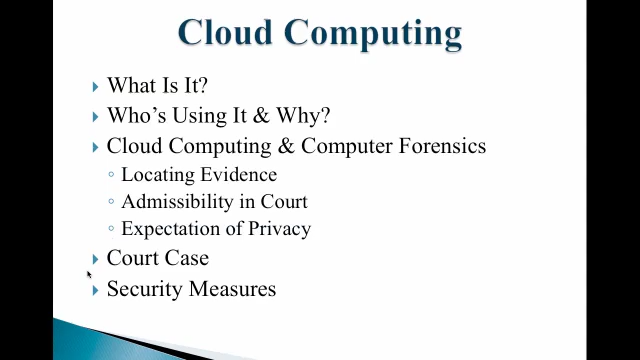 Cloud Computing
What Is It?
Who's Using It & Why?
Cloud Computing & Computer Forensics
Locating Evidence
Admissibility in Court
Expectation of Privacy
Court Case
Security Measures